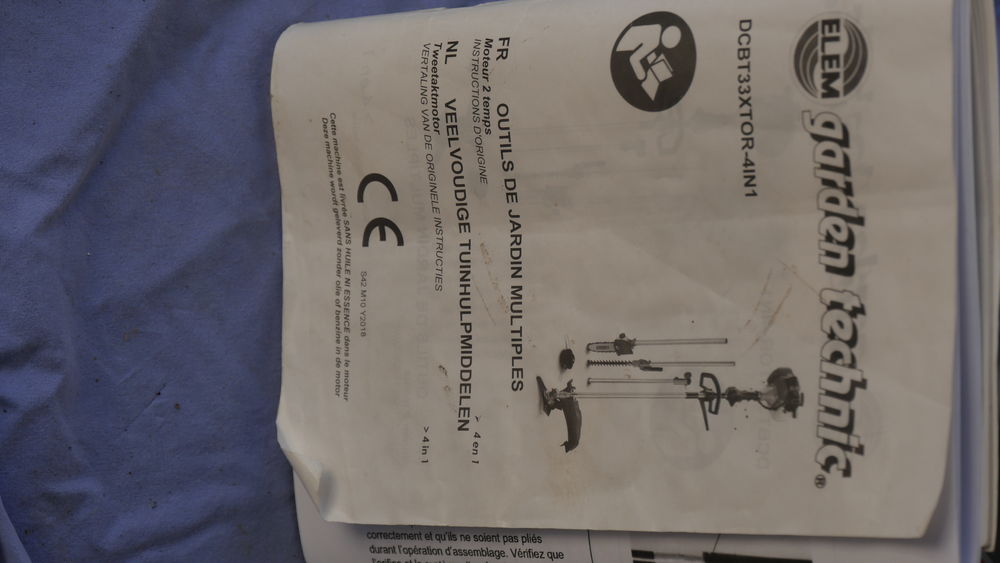 ELEM
garden technic®
DCBT33XTOR-4IN1
FR OUTILS DE JARDIN MULTIPLES
Moteur 2 temps > 4 en 1
INSTRUCTIONS D'ORIGINE
NL VEELVOUDIGE TUINHULPMIDDELEN
Tweetaktmotor > 4 in 1
VERTALING VAN DE ORIGINELE INSTRUCTIES
CE
S42 M10 Y2018
Cette machine est livrée SANS HUILE NI ESSENCE dans le moteur
Deze machine wordt geleverd zonder olie of benzine in de motor
correctement et qu'ils ne soient pas pliés
durant l'opération d'assemblage. Vérifiez que